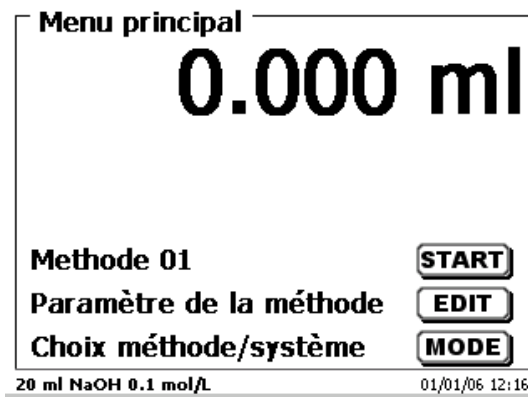 Menu principal
0.000 ml
Methode 01 START
Paramètre de la méthode EDIT
Choix méthode/système MODE
20 ml NaOH 0.1 mol/L 01/01/06 12:16